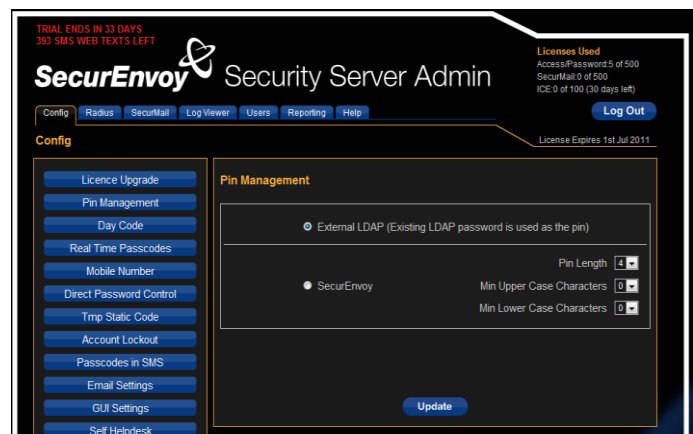 TRIAL ENDS IN 33 DAYS
393 SMS WEB TEXTS LEFT
SecurEnvoy Security Server Admin
Licenses Used
Access/Password:5 of 500
SecurMail:0 of 500
ICE:0 of 100 (30 days left)
Config Radius SecurMail Log Viewer Users Reporting Help
Log Out
Config
License Expires 1st Jul 2011
Licence Upgrade
Pin Management
Day Code
Real Time Passcodes
Mobile Number
Direct Password Control
Tmp Static Code
Account Lockout
Passcodes in SMS
Email Settings
GUI Settings
Self Helpdesk
Pin Management
External LDAP (Existing LDAP password is used as the pin)
SecurEnvoy
Pin Length 4
Min Upper Case Characters 0
Min Lower Case Characters 0
Update